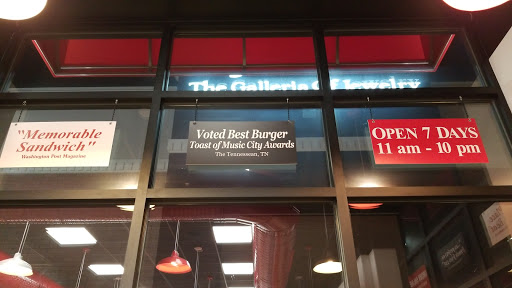 The Galleria Of Jewelry
"Memorable
Sandwich"
Washington Post Magazine
Voted Best Burger
Toast of Music City Awards
The Tennessean, TN
OPEN 7 DAYS
11 am - 10 pm